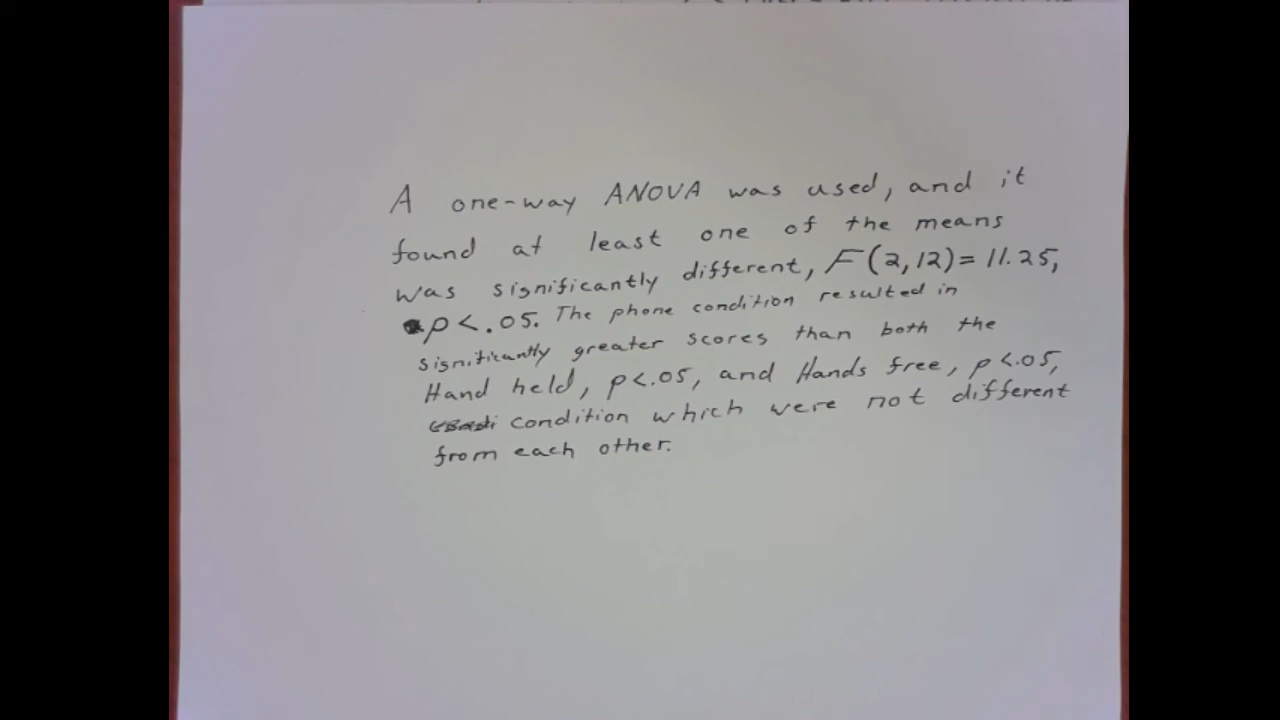 A one-way ANOVA was used, and it
found at least one of the means
was significantly different, F(2,12) = 11.25,
p < .05. The phone condition resulted in
significantly greater scores than both the
Hand held, p < .05, and Hands free, p < .05,
condition which were not different
from each other.